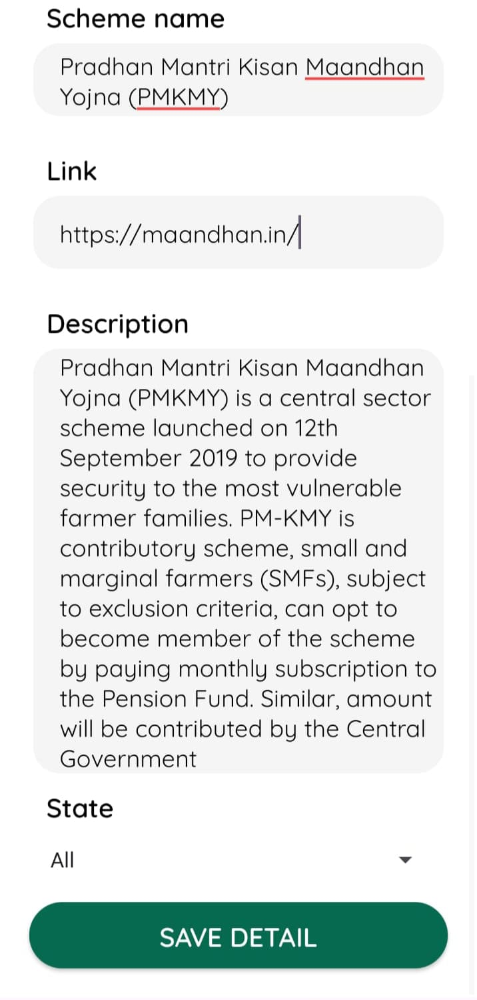 Scheme name
Pradhan Mantri Kisan Maandhan
Yojna (PMKMY)
Link
https://maandhan.in/
Description
Pradhan Mantri Kisan Maandhan
Yojna (PMKMY) is a central sector
scheme launched on 12th
September 2019 to provide
security to the most vulnerable
farmer families. PM-KMY is
contributory scheme, small and
marginal farmers (SMFs), subject
to exclusion criteria, can opt to
become member of the scheme
by paying monthly subscription to
the Pension Fund. Similar, amount
will be contributed by the Central
Government
State
All
SAVE DETAIL